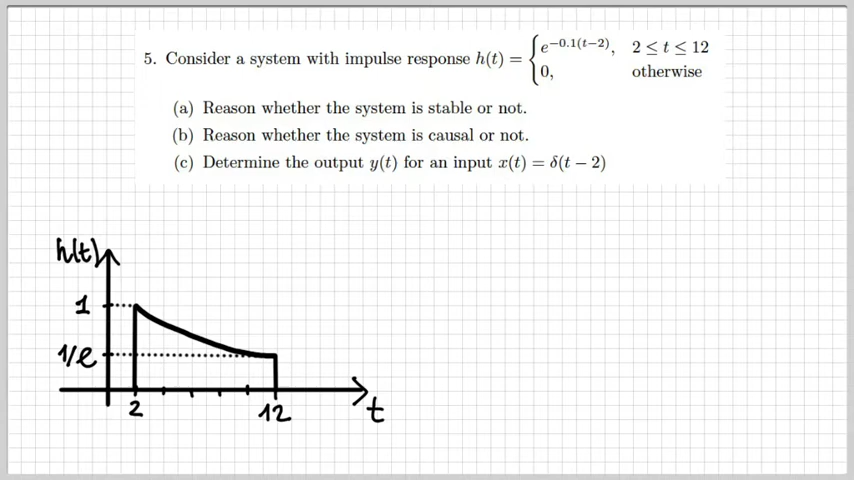 5. Consider a system with impulse response h(t) = { e^{-0.1(t-2)}, 2 ≤ t ≤ 12
0, otherwise
(a) Reason whether the system is stable or not.
(b) Reason whether the system is causal or not.
(c) Determine the output y(t) for an input x(t) = δ(t − 2)
h(t)
1
1/e
2 12 t